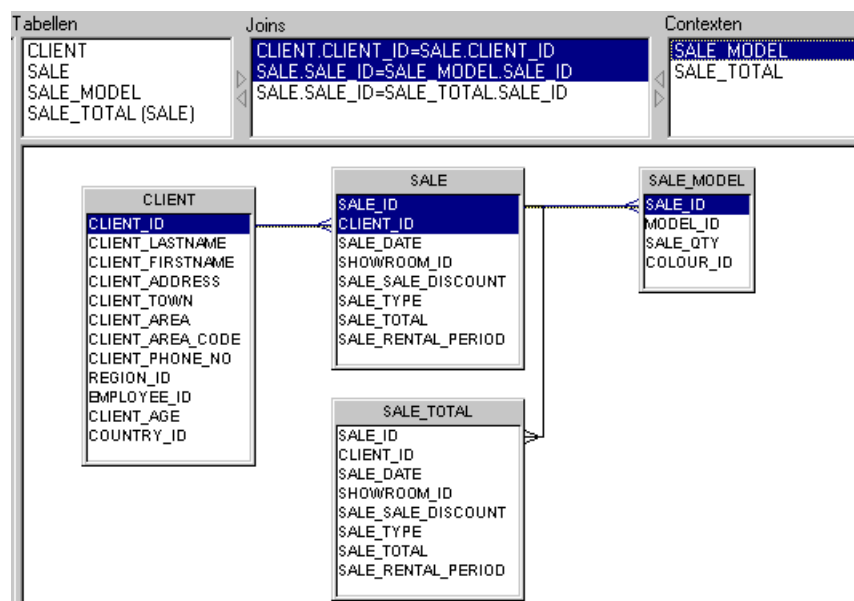 Tabellen
CLIENT
SALE
SALE_MODEL
SALE_TOTAL (SALE)
Joins
CLIENT.CLIENT_ID=SALE.CLIENT_ID
SALE.SALE_ID=SALE_MODEL.SALE_ID
SALE.SALE_ID=SALE_TOTAL.SALE_ID
Contexten
SALE_MODEL
SALE_TOTAL
CLIENT
CLIENT_ID
CLIENT_LASTNAME
CLIENT_FIRSTNAME
CLIENT_ADDRESS
CLIENT_TOWN
CLIENT_AREA
CLIENT_AREA_CODE
CLIENT_PHONE_NO
REGION_ID
EMPLOYEE_ID
CLIENT_AGE
COUNTRY_ID
SALE
SALE_ID
CLIENT_ID
SALE_DATE
SHOWROOM_ID
SALE_SALE_DISCOUNT
SALE_TYPE
SALE_TOTAL
SALE_RENTAL_PERIOD
SALE_MODEL
SALE_ID
MODEL_ID
SALE_QTY
COLOUR_ID
SALE_TOTAL
SALE_ID
CLIENT_ID
SALE_DATE
SHOWROOM_ID
SALE_SALE_DISCOUNT
SALE_TYPE
SALE_TOTAL
SALE_RENTAL_PERIOD